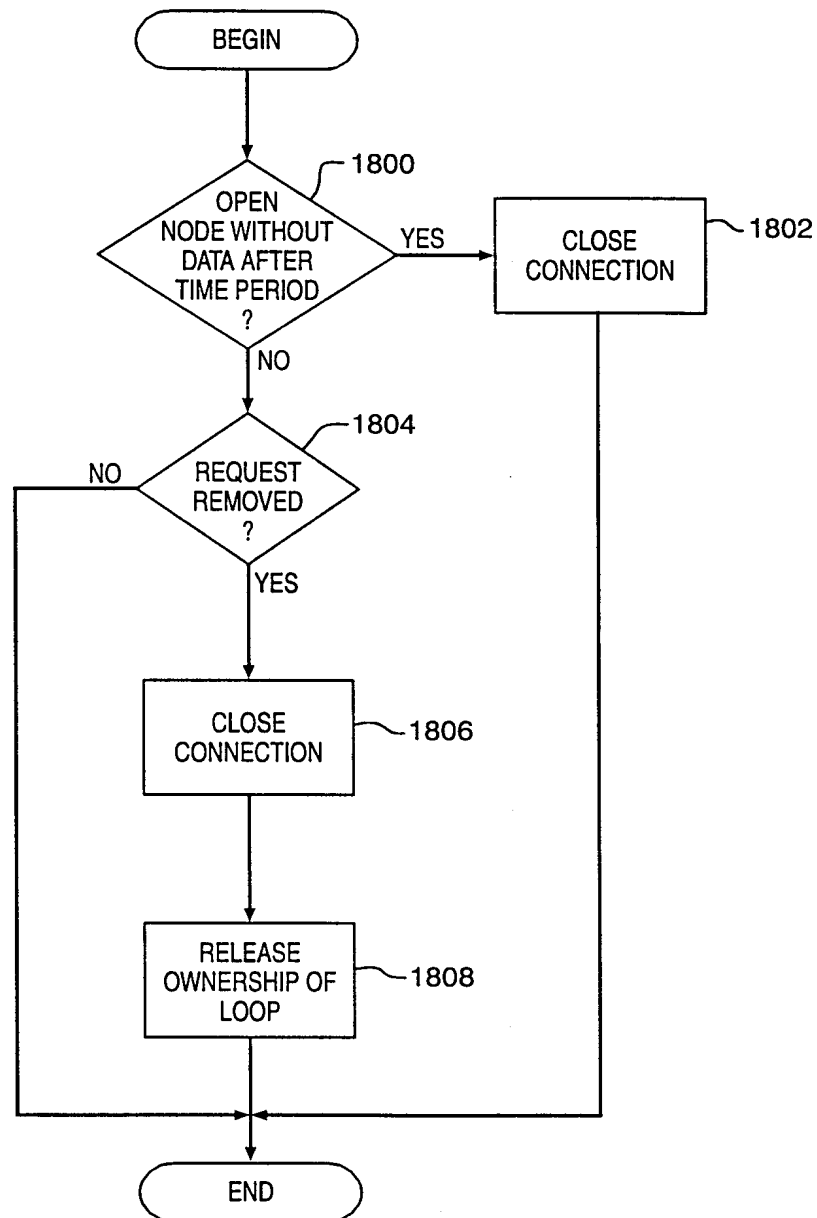 BEGIN
1800
OPEN
NODE WITHOUT
DATA AFTER
TIME PERIOD
?
YES
CLOSE
CONNECTION
1802
NO
1804
NO
REQUEST
REMOVED
?
YES
CLOSE
CONNECTION
1806
RELEASE
OWNERSHIP OF
LOOP
1808
END